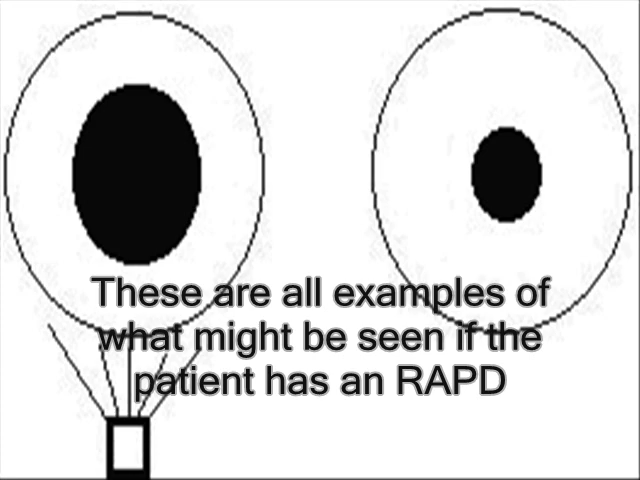 These are all examples of
what might be seen if the
patient has an RAPD